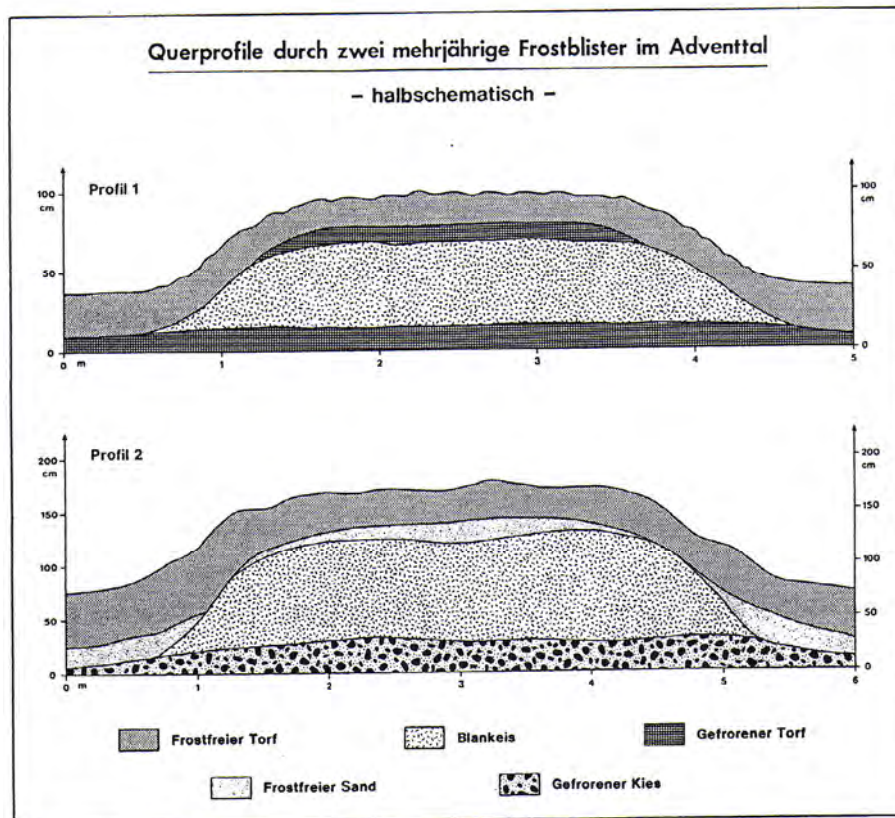 Querprofile durch zwei mehrjährige Frostblister im Adventtal
– halbschematisch –
Profil 1
100
cm
50
0
100
cm
50
0
0 m 1 2 3 4 5
Profil 2
200
cm
150
100
50
0
200
cm
150
100
50
0
0 m 1 2 3 4 5 6
Frostfreier Torf
Blankeis
Gefrorener Torf
Frostfreier Sand
Gefrorener Kies